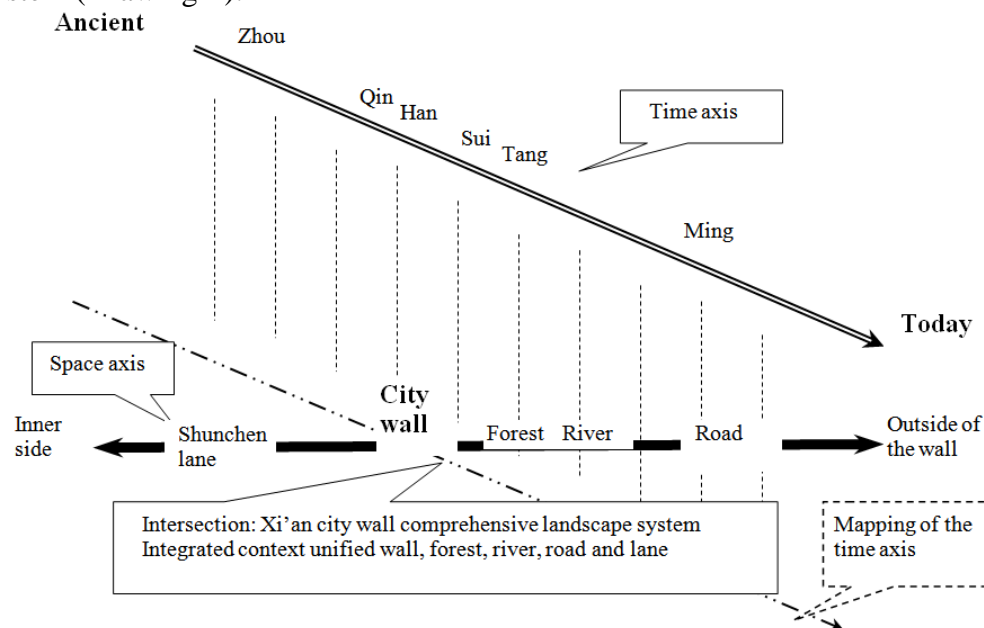 Ancient
Zhou
Qin
Han
Sui
Tang
Time axis
Ming
Today
Space axis
City
wall
Inner
side
Shunchen
lane
Forest
River
Road
Outside of
the wall
Intersection: Xi’an city wall comprehensive landscape system
Integrated context unified wall, forest, river, road and lane
Mapping of the
time axis